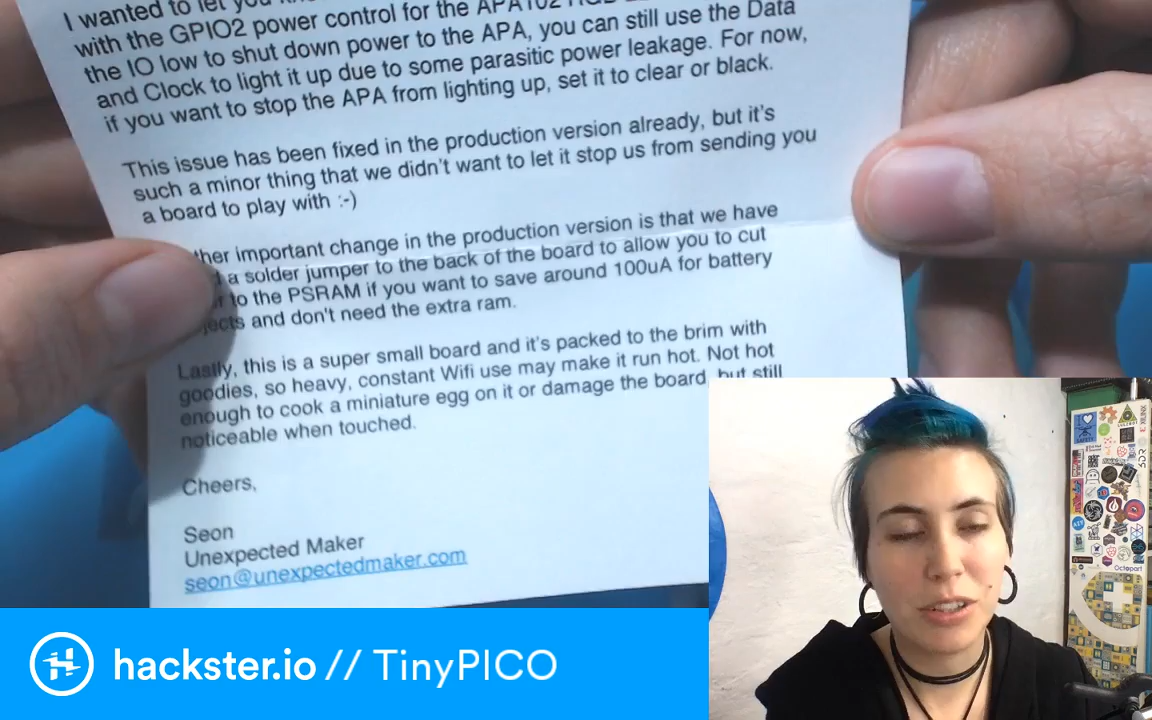 I wanted to let you
with the GPIO2 power control for the APA102
the IO low to shut down power to the APA, you can still use the Data
and Clock to light it up due to some parasitic power leakage. For now,
if you want to stop the APA from lighting up, set it to clear or black.
This issue has been fixed in the production version already, but it's
such a minor thing that we didn't want to let it stop us from sending you
a board to play with :-)
ther important change in the production version is that we have
a solder jumper to the back of the board to allow you to cut
to the PSRAM if you want to save around 100uA for battery
jects and don't need the extra ram.
Lastly, this is a super small board and it's packed to the brim with
goodies, so heavy, constant Wifi use may make it run hot. Not hot
enough to cook a miniature egg on it or damage the board, but still
noticeable when touched.
Cheers,
Seon
Unexpected Maker
seon@unexpectedmaker.com
XILINX
SDR
Octopart
hackster.io // TinyPICO